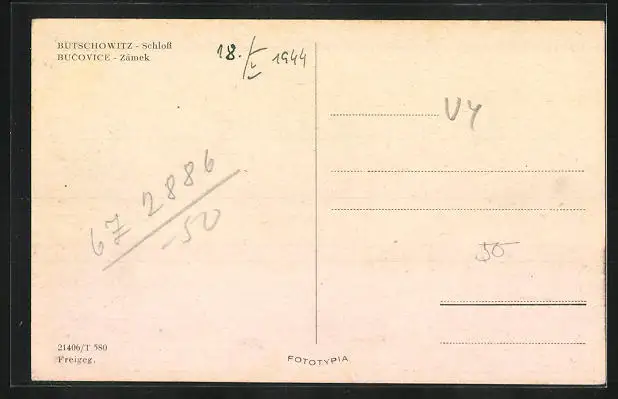 BUTSCHOWITZ - Schloß
BUČOVICE - Zámek
18./V 1944
V4
67 2886
-50
50
21406/T 580
Freigeg.
FOTOTYPIA